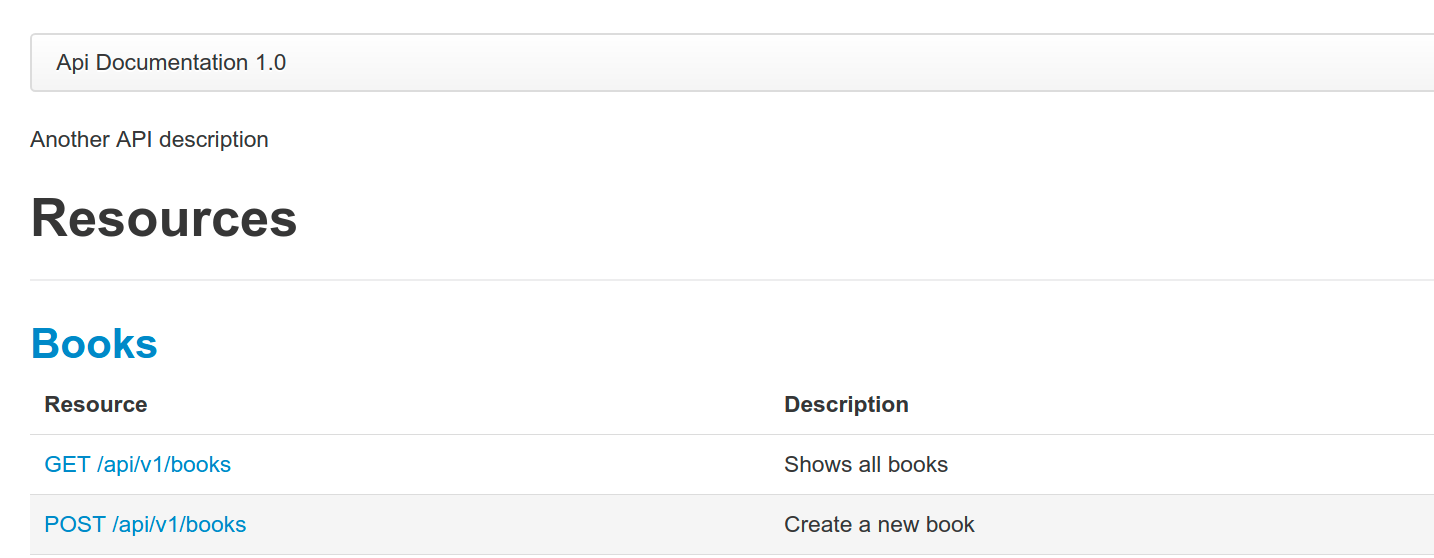 Api Documentation 1.0
Another API description
Resources
Books
Resource Description
GET /api/v1/books Shows all books
POST /api/v1/books Create a new book